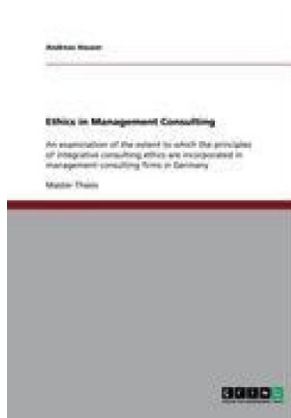 Andreas
Ethics in Management Consulting
An examination of the extent to which the principles
of integrative consulting ethics are incorporated in
management consulting firms in Germany
Master Thesis
GRIN